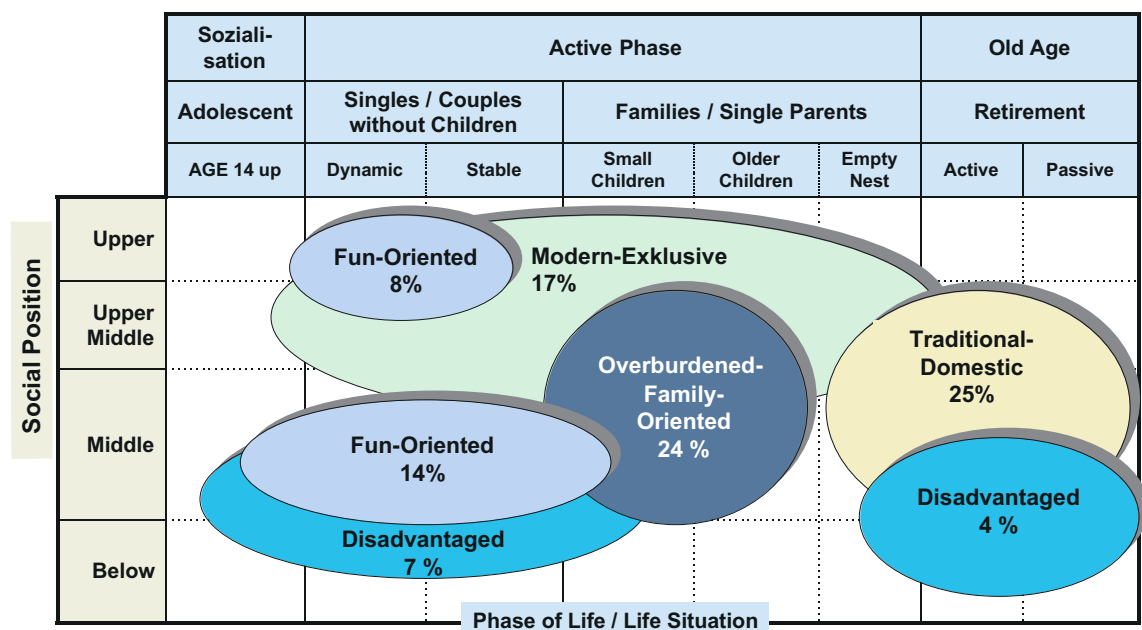 Soziali-
sation
Active Phase
Old Age
Adolescent
Singles / Couples
without Children
Families / Single Parents
Retirement
AGE 14 up
Dynamic
Stable
Small
Children
Older
Children
Empty
Nest
Active
Passive
Social Position
Upper
Upper
Middle
Middle
Below
Fun-Oriented
8%
Modern-Exklusive
17%
Overburdened-
Family-
Oriented
24 %
Traditional-
Domestic
25%
Fun-Oriented
14%
Disadvantaged
7 %
Disadvantaged
4 %
Phase of Life / Life Situation